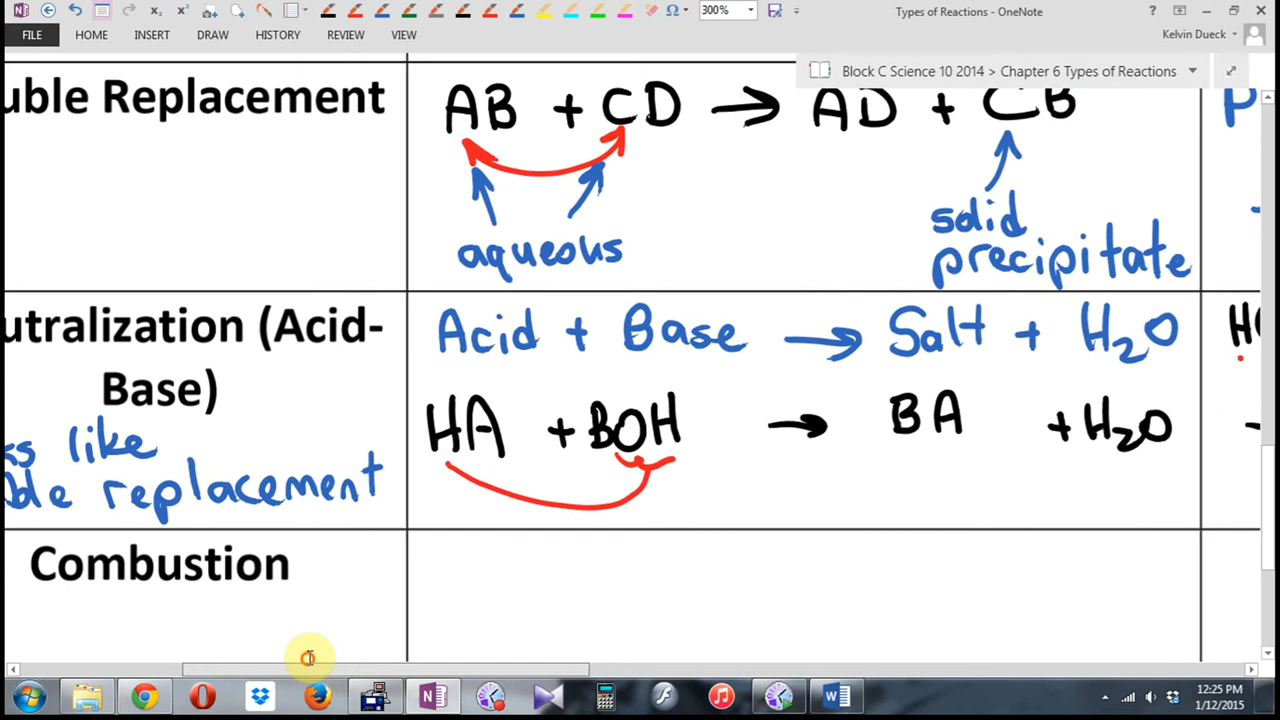 300%
Types of Reactions - OneNote
FILE HOME INSERT DRAW HISTORY REVIEW VIEW
Kelvin Dueck
Block C Science 10 2014 > Chapter 6 Types of Reactions
uble Replacement
AB + CD → AD + CB
aqueous
solid
precipitate
utralization (Acid-
Base)
Acid + Base → Salt + H₂O
HA + BOH → BA + H₂O
like
replacement
Combustion
12:25 PM
1/12/2015